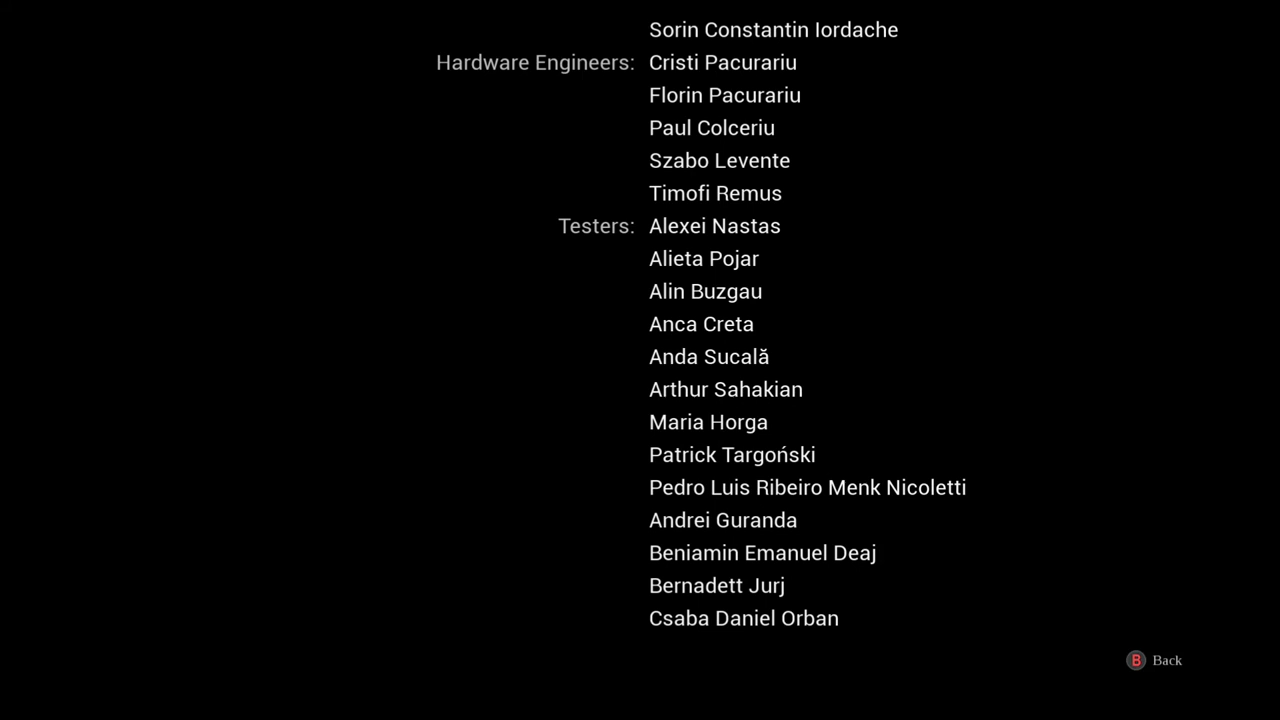 Sorin Constantin Iordache
Hardware Engineers: Cristi Pacurariu
Florin Pacurariu
Paul Colceriu
Szabo Levente
Timofi Remus
Testers: Alexei Nastas
Alieta Pojar
Alin Buzgau
Anca Creta
Anda Sucală
Arthur Sahakian
Maria Horga
Patrick Targoński
Pedro Luis Ribeiro Menk Nicoletti
Andrei Guranda
Beniamin Emanuel Deaj
Bernadett Jurj
Csaba Daniel Orban
B Back